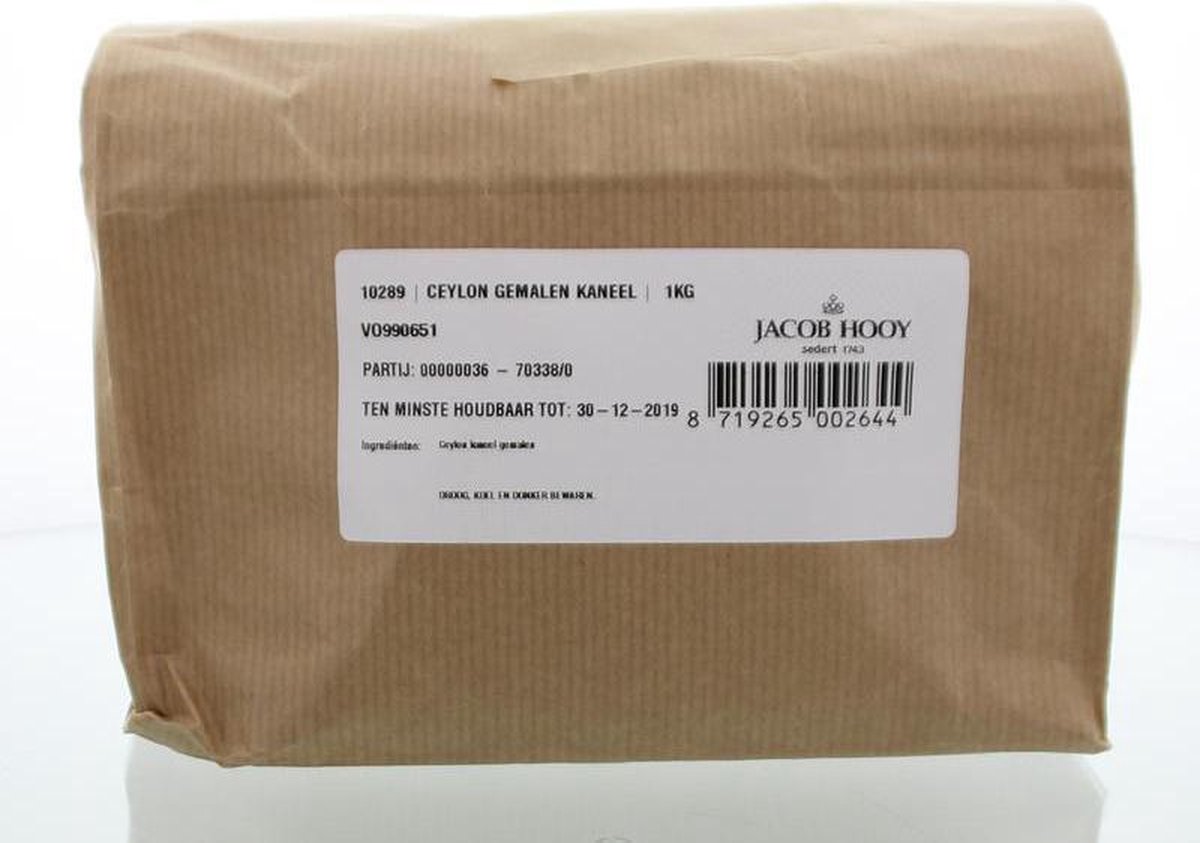 10289 | CEYLON GEMALEN KANEEL | 1KG
VO990651
PARTIJ: 00000036 – 70338/0
TEN MINSTE HOUDBAAR TOT: 30–12–2019
Ingrediënten: Ceylon kaneel gemalen
DROOG, KOEL EN DONKER BEWAREN.
JACOB HOOY
sedert 1743
8 719265 002644